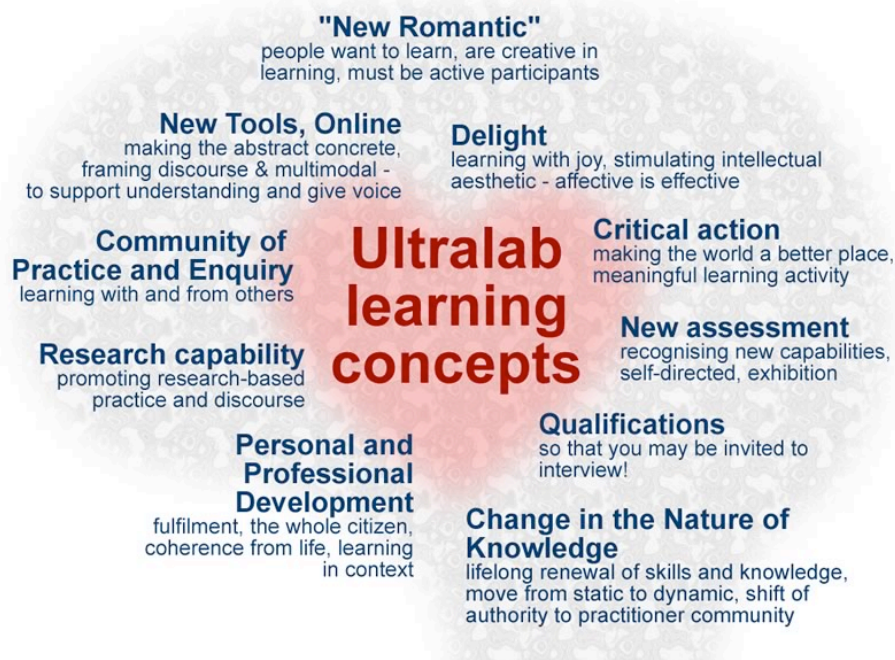 "New Romantic"
people want to learn, are creative in
learning, must be active participants
New Tools, Online
making the abstract concrete,
framing discourse & multimodal -
to support understanding and give voice
Delight
learning with joy, stimulating intellectual
aesthetic - affective is effective
Community of
Practice and Enquiry
learning with and from others
Ultralab
learning
concepts
Critical action
making the world a better place,
meaningful learning activity
Research capability
promoting research-based
practice and discourse
New assessment
recognising new capabilities,
self-directed, exhibition
Personal and
Professional
Development
fulfilment, the whole citizen,
coherence from life, learning
in context
Qualifications
so that you may be invited to
interview!
Change in the Nature of
Knowledge
lifelong renewal of skills and knowledge,
move from static to dynamic, shift of
authority to practitioner community